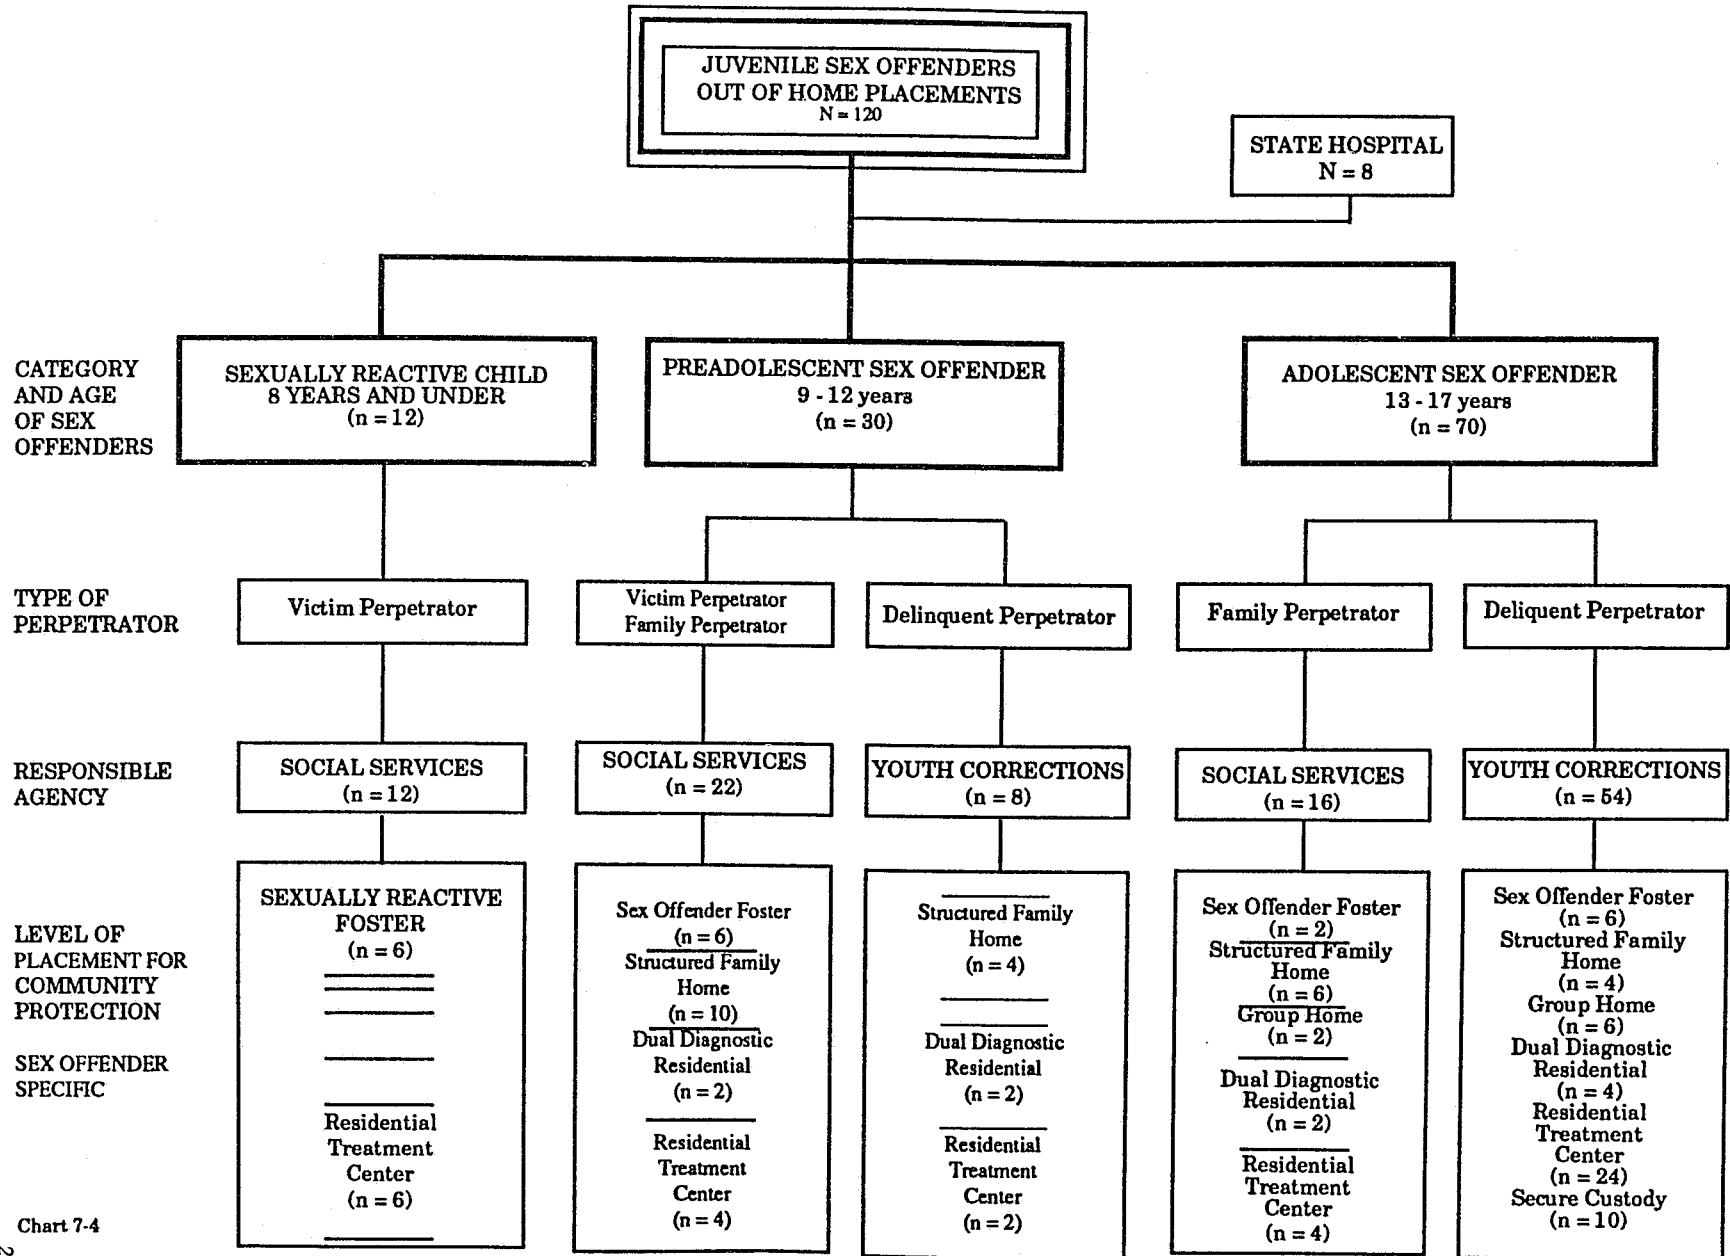 JUVENILE SEX OFFENDERS
OUT OF HOME PLACEMENTS
N = 120
STATE HOSPITAL
N = 8
CATEGORY
AND AGE
OF SEX
OFFENDERS
SEXUALLY REACTIVE CHILD
8 YEARS AND UNDER
(n = 12)
PREADOLESCENT SEX OFFENDER
9 - 12 years
(n = 30)
ADOLESCENT SEX OFFENDER
13 - 17 years
(n = 70)
TYPE OF
PERPETRATOR
Victim Perpetrator
Victim Perpetrator
Family Perpetrator
Delinquent Perpetrator
Family Perpetrator
Deliquent Perpetrator
RESPONSIBLE
AGENCY
SOCIAL SERVICES
(n = 12)
SOCIAL SERVICES
(n = 22)
YOUTH CORRECTIONS
(n = 8)
SOCIAL SERVICES
(n = 16)
YOUTH CORRECTIONS
(n = 54)
LEVEL OF
PLACEMENT FOR
COMMUNITY
PROTECTION
SEX OFFENDER
SPECIFIC
SEXUALLY REACTIVE
FOSTER
(n = 6)
Residential
Treatment
Center
(n = 6)
Sex Offender Foster
(n = 6)
Structured Family
Home
(n = 10)
Dual Diagnostic
Residential
(n = 2)
Residential
Treatment
Center
(n = 4)
Structured Family
Home
(n = 4)
Dual Diagnostic
Residential
(n = 2)
Residential
Treatment
Center
(n = 2)
Sex Offender Foster
(n = 2)
Structured Family
Home
(n = 6)
Group Home
(n = 2)
Dual Diagnostic
Residential
(n = 2)
Residential
Treatment
Center
(n = 4)
Sex Offender Foster
(n = 6)
Structured Family
Home
(n = 4)
Group Home
(n = 6)
Dual Diagnostic
Residential
(n = 4)
Residential
Treatment
Center
(n = 24)
Secure Custody
(n = 10)
Chart 7-4